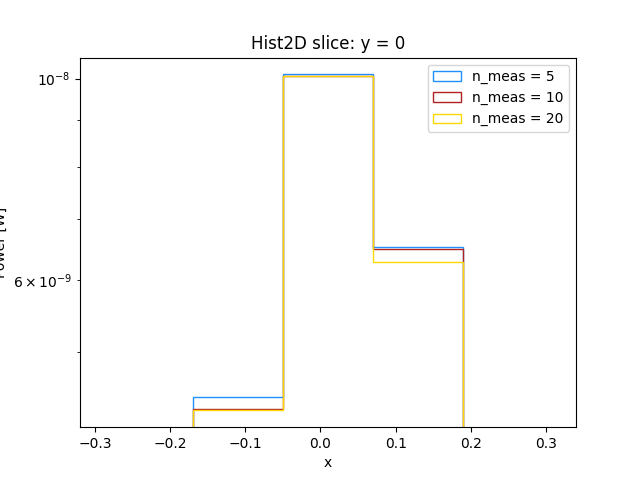 Hist2D slice: y = 0
n_meas = 5
n_meas = 10
n_meas = 20
10⁻⁸
6 × 10⁻⁹
−0.3 −0.2 −0.1 0.0 0.1 0.2 0.3
x
Power [W]